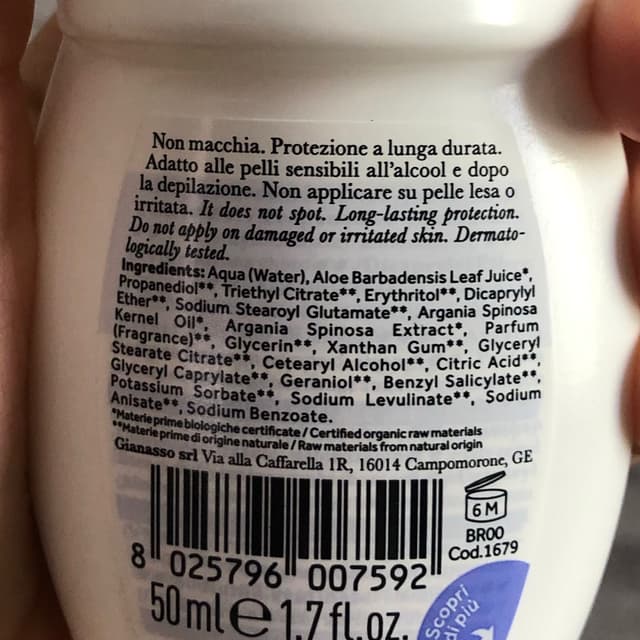 Non macchia. Protezione a lunga durata.
Adatto alle pelli sensibili all'alcool e dopo
la depilazione. Non applicare su pelle lesa o
irritata. It does not spot. Long-lasting protection.
Do not apply on damaged or irritated skin. Dermato-
logically tested.
Ingredients: Aqua (Water), Aloe Barbadensis Leaf Juice*,
Propanediol**, Triethyl Citrate**, Erythritol**, Dicaprylyl
Ether**, Sodium Stearoyl Glutamate**, Argania Spinosa
Kernel Oil*, Argania Spinosa Extract*, Parfum
(Fragrance)**, Glycerin**, Xanthan Gum**, Glyceryl
Stearate Citrate**, Cetearyl Alcohol**, Citric Acid**,
Glyceryl Caprylate**, Geraniol**, Benzyl Salicylate**,
Potassium Sorbate**, Sodium Levulinate**, Sodium
Anisate**, Sodium Benzoate.
*Materie prime biologiche certificate / Certified organic raw materials
**Materie prime di origine naturale / Raw materials from natural origin
Gianasso srl Via alla Caffarella 1R, 16014 Campomorone, GE
6 M
BR00
Cod.1679
8 025796 007592
50 ml e 1.7 fl.oz.
Scopri
di più